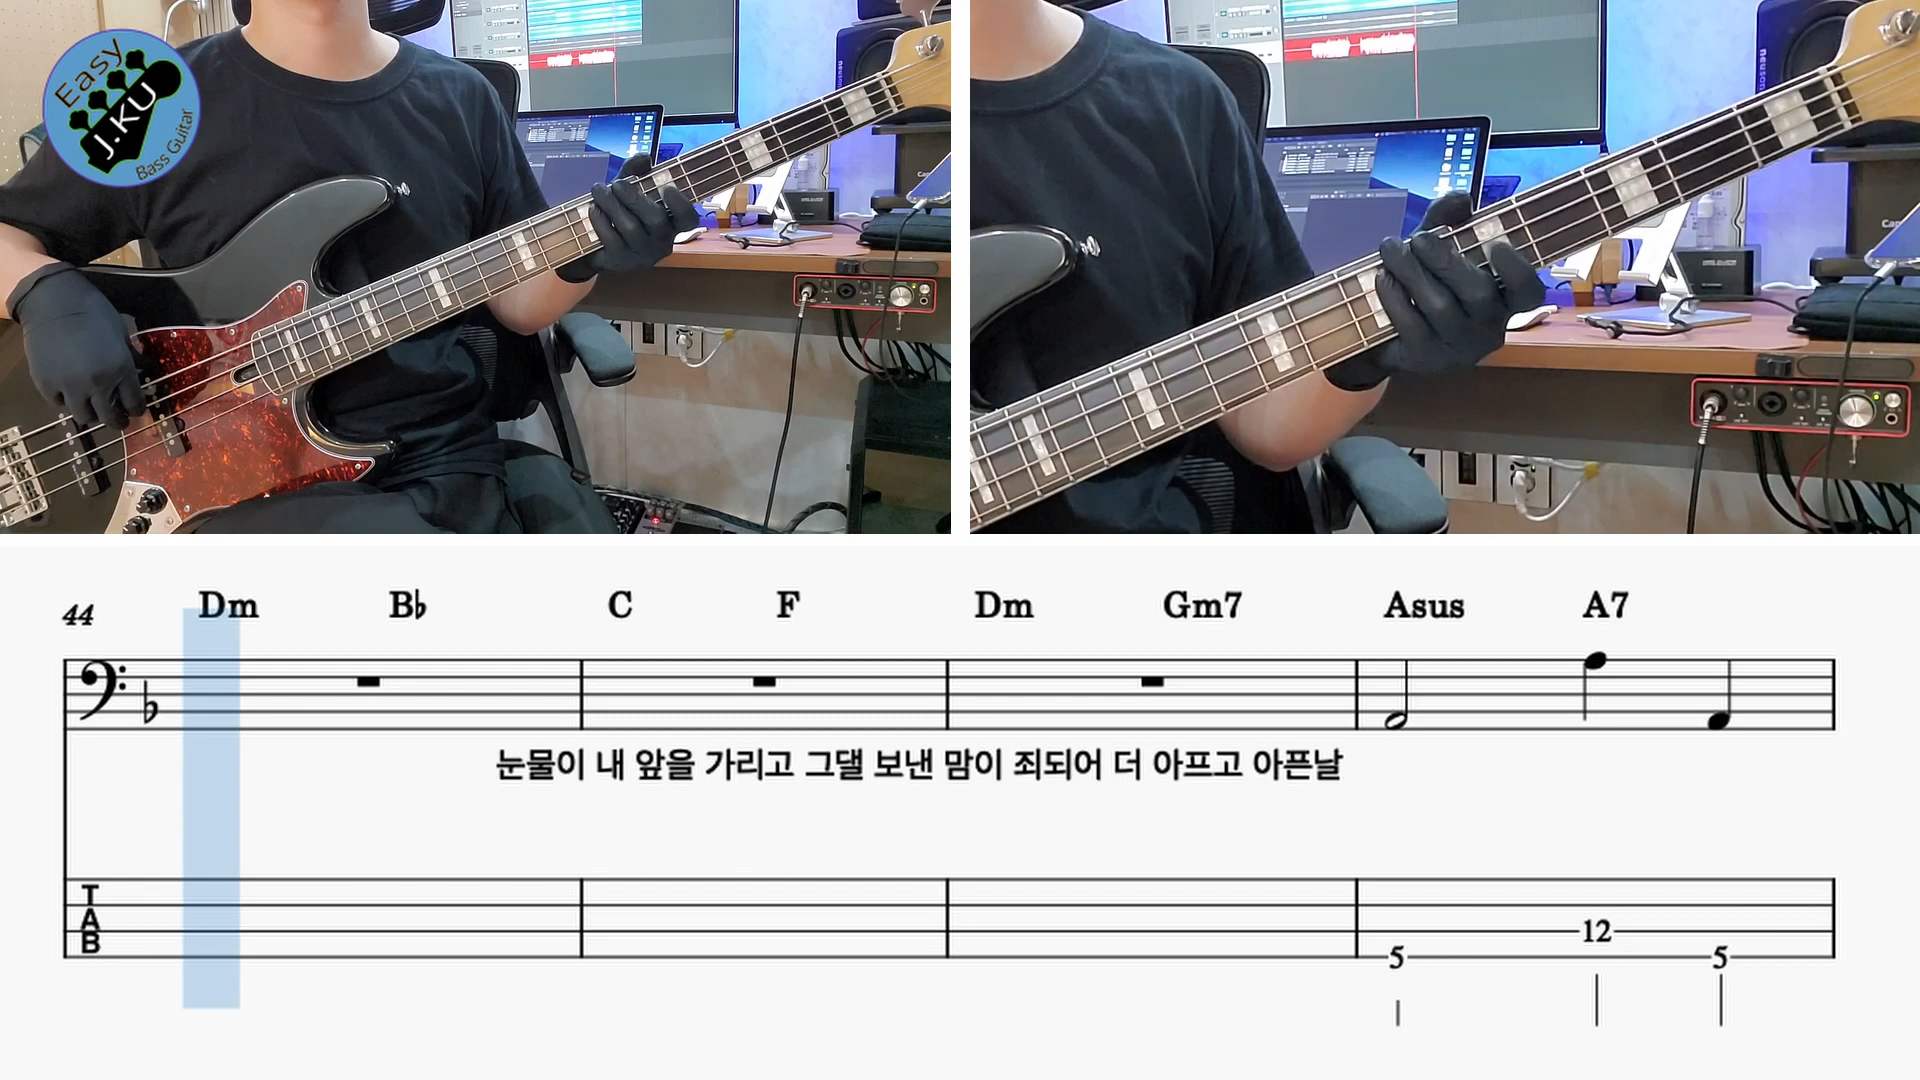 Easy
J.KU
Bass Guitar
44 Dm B♭ C F Dm Gm7 Asus A7
눈물이 내 앞을 가리고 그댈 보낸 맘이 죄되어 더 아프고 아픈날
T
A
B
12
5 5